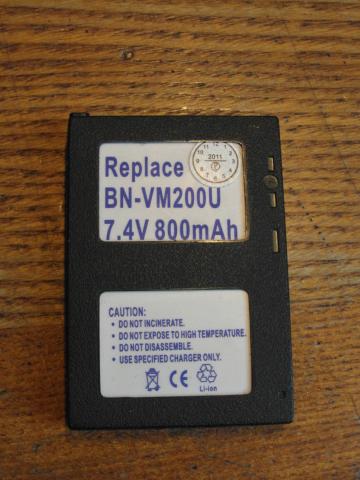 Replace
BN-VM200U
7.4V 800mAh
2011
CAUTION:
• DO NOT INCINERATE.
• DO NOT EXPOSE TO HIGH TEMPERATURE.
• DO NOT DISASSEMBLE.
• USE SPECIFIED CHARGER ONLY.
CE
Li-ion